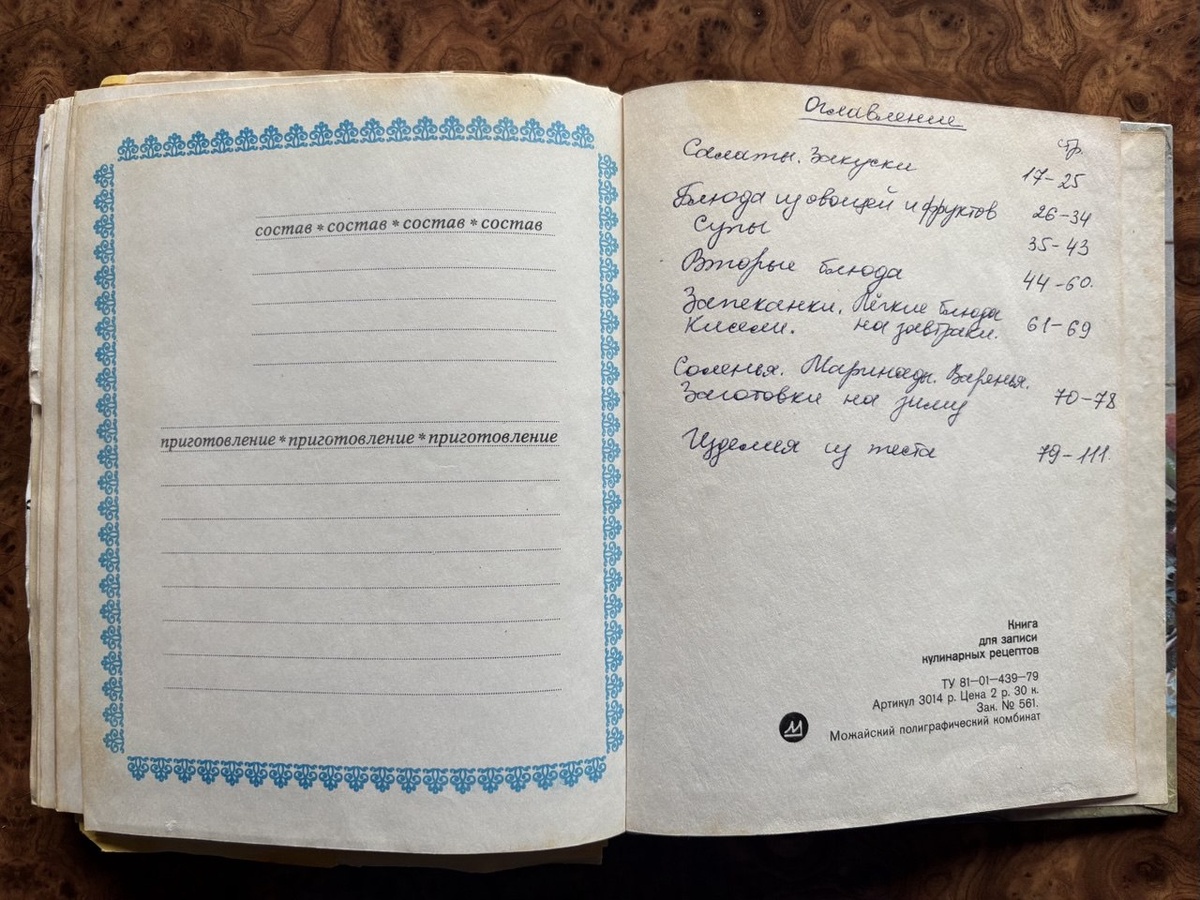 состав * состав * состав * состав
приготовление * приготовление * приготовление
Оглавление
стр.
Салаты. Закуски 17-25
Блюда из овощей и фруктов 26-34
Супы 35-43
Вторые блюда 44-60.
Запеканки. Лёгкие блюда
Кисели. на завтраки. 61-69
Соленья. Маринады. Варенья.
Заготовки на зиму 70-78
Изделия из теста 79-111.
Книга
для записи
кулинарных рецептов
ТУ 81—01—439—79
Артикул 3014 р. Цена 2 р. 30 к.
Зак. № 561.
Можайский полиграфический комбинат